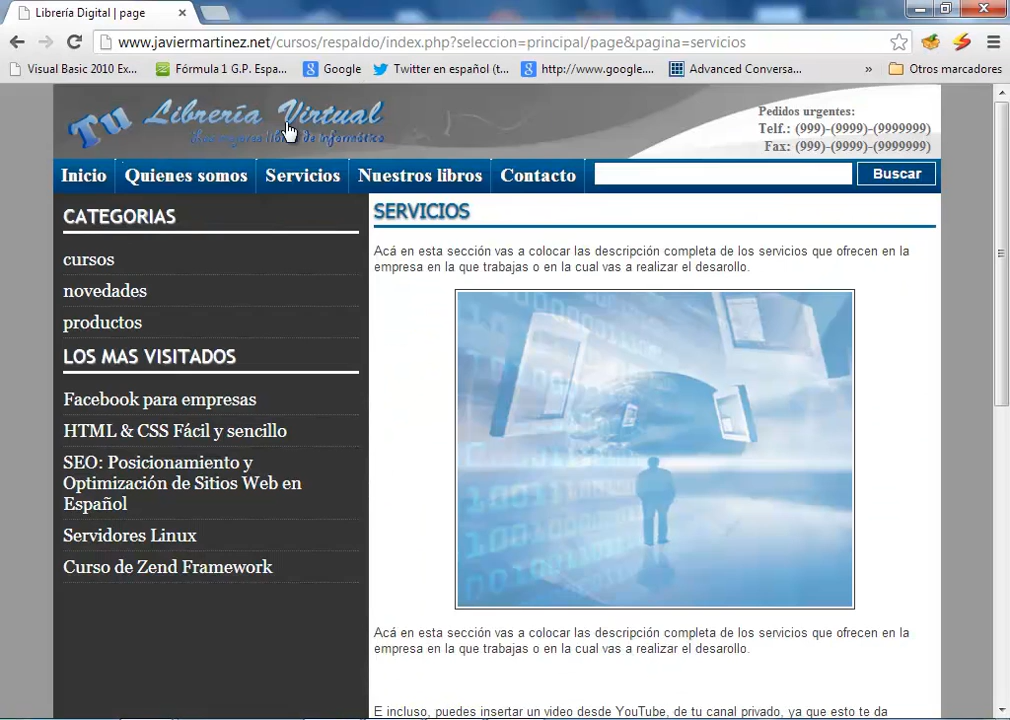 Librería Digital | page
www.javiermartinez.net/cursos/respaldo/index.php?seleccion=principal/page&pagina=servicios
Visual Basic 2010 Ex...
Fórmula 1 G.P. Espa...
Google
Twitter en español (t...
http://www.google....
Advanced Conversa...
»
Otros marcadores
Tu Librería Virtual
Los mejores libros de informática
Pedidos urgentes:
Telf.: (999)-(9999)-(9999999)
Fax: (999)-(9999)-(9999999)
Inicio
Quienes somos
Servicios
Nuestros libros
Contacto
Buscar
CATEGORIAS
cursos
novedades
productos
LOS MAS VISITADOS
Facebook para empresas
HTML & CSS Fácil y sencillo
SEO: Posicionamiento y
Optimización de Sitios Web en
Español
Servidores Linux
Curso de Zend Framework
SERVICIOS
Acá en esta sección vas a colocar las descripción completa de los servicios que ofrecen en la
empresa en la que trabajas o en la cual vas a realizar el desarollo.
Acá en esta sección vas a colocar las descripción completa de los servicios que ofrecen en la
empresa en la que trabajas o en la cual vas a realizar el desarollo.
E incluso, puedes insertar un video desde YouTube, de tu canal privado, ya que esto te da